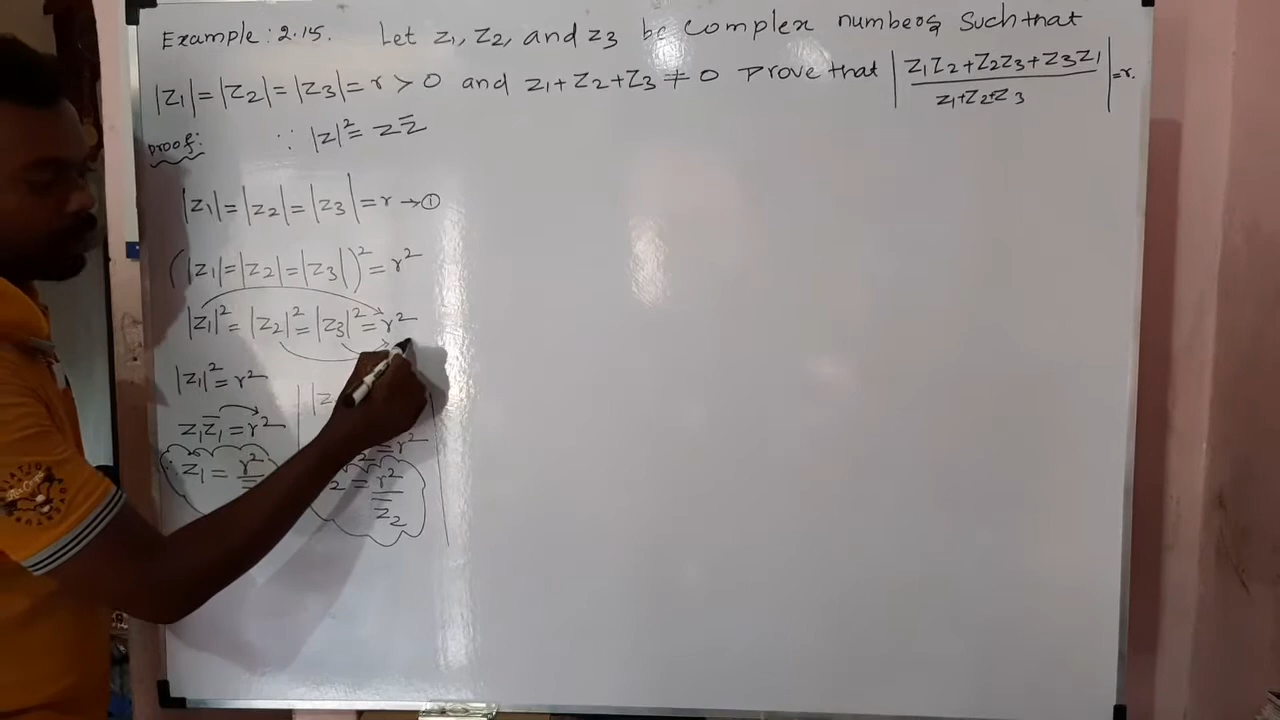 Example: 2.15. Let z₁, z₂, and z₃ be complex numbers such that
|z₁| = |z₂| = |z₃| = r > 0 and z₁ + z₂ + z₃ ≠ 0 Prove that | (z₁z₂ + z₂z₃ + z₃z₁) / (z₁+z₂+z₃) | = r.
Proof: ∵ |z|² = z z̄
|z₁| = |z₂| = |z₃| = r → ①
(|z₁| = |z₂| = |z₃|)² = r²
|z₁|² = |z₂|² = |z₃|² = r²
|z₁|² = r²
z₁ z̄₁ = r²
∴ z₁ = r²
|z
= r²
2 = r² / z̄₂